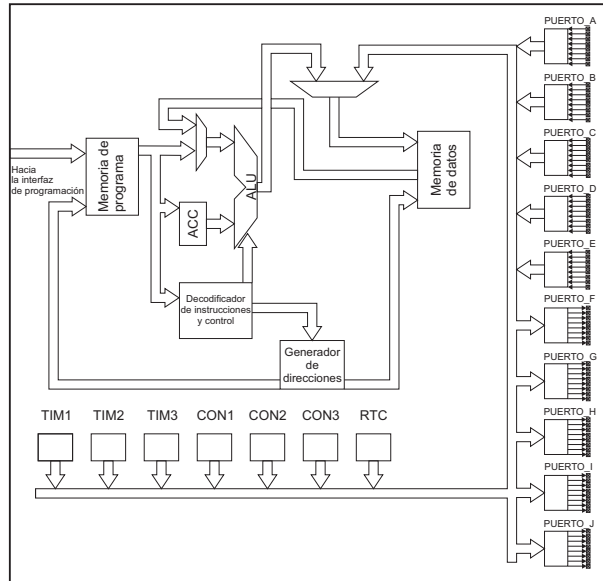 PUERTO_A
PUERTO_B
PUERTO_C
PUERTO_D
PUERTO_E
PUERTO_F
PUERTO_G
PUERTO_H
PUERTO_I
PUERTO_J
Hacia
la interfaz
de programación
Memoria de
programa
ACC
ALU
Memoria
de datos
Decodificador
de instrucciones
y control
Generador
de
direcciones
TIM1
TIM2
TIM3
CON1
CON2
CON3
RTC